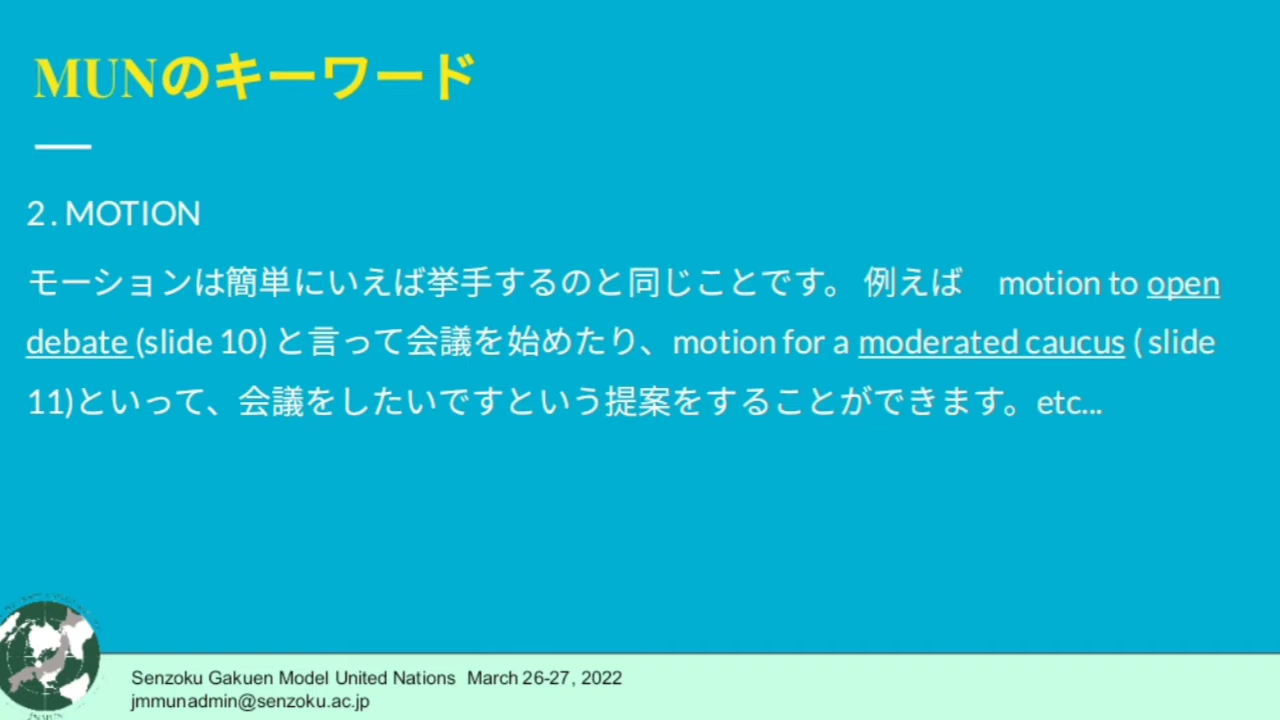 MUNのキーワード
2 . MOTION
モーションは簡単にいえば挙手するのと同じことです。 例えば　motion to open
debate (slide 10) と言って会議を始めたり、motion for a moderated caucus ( slide
11)といって、会議をしたいですという提案をすることができます。etc...
Senzoku Gakuen Model United Nations March 26-27, 2022
jmmunadmin@senzoku.ac.jp